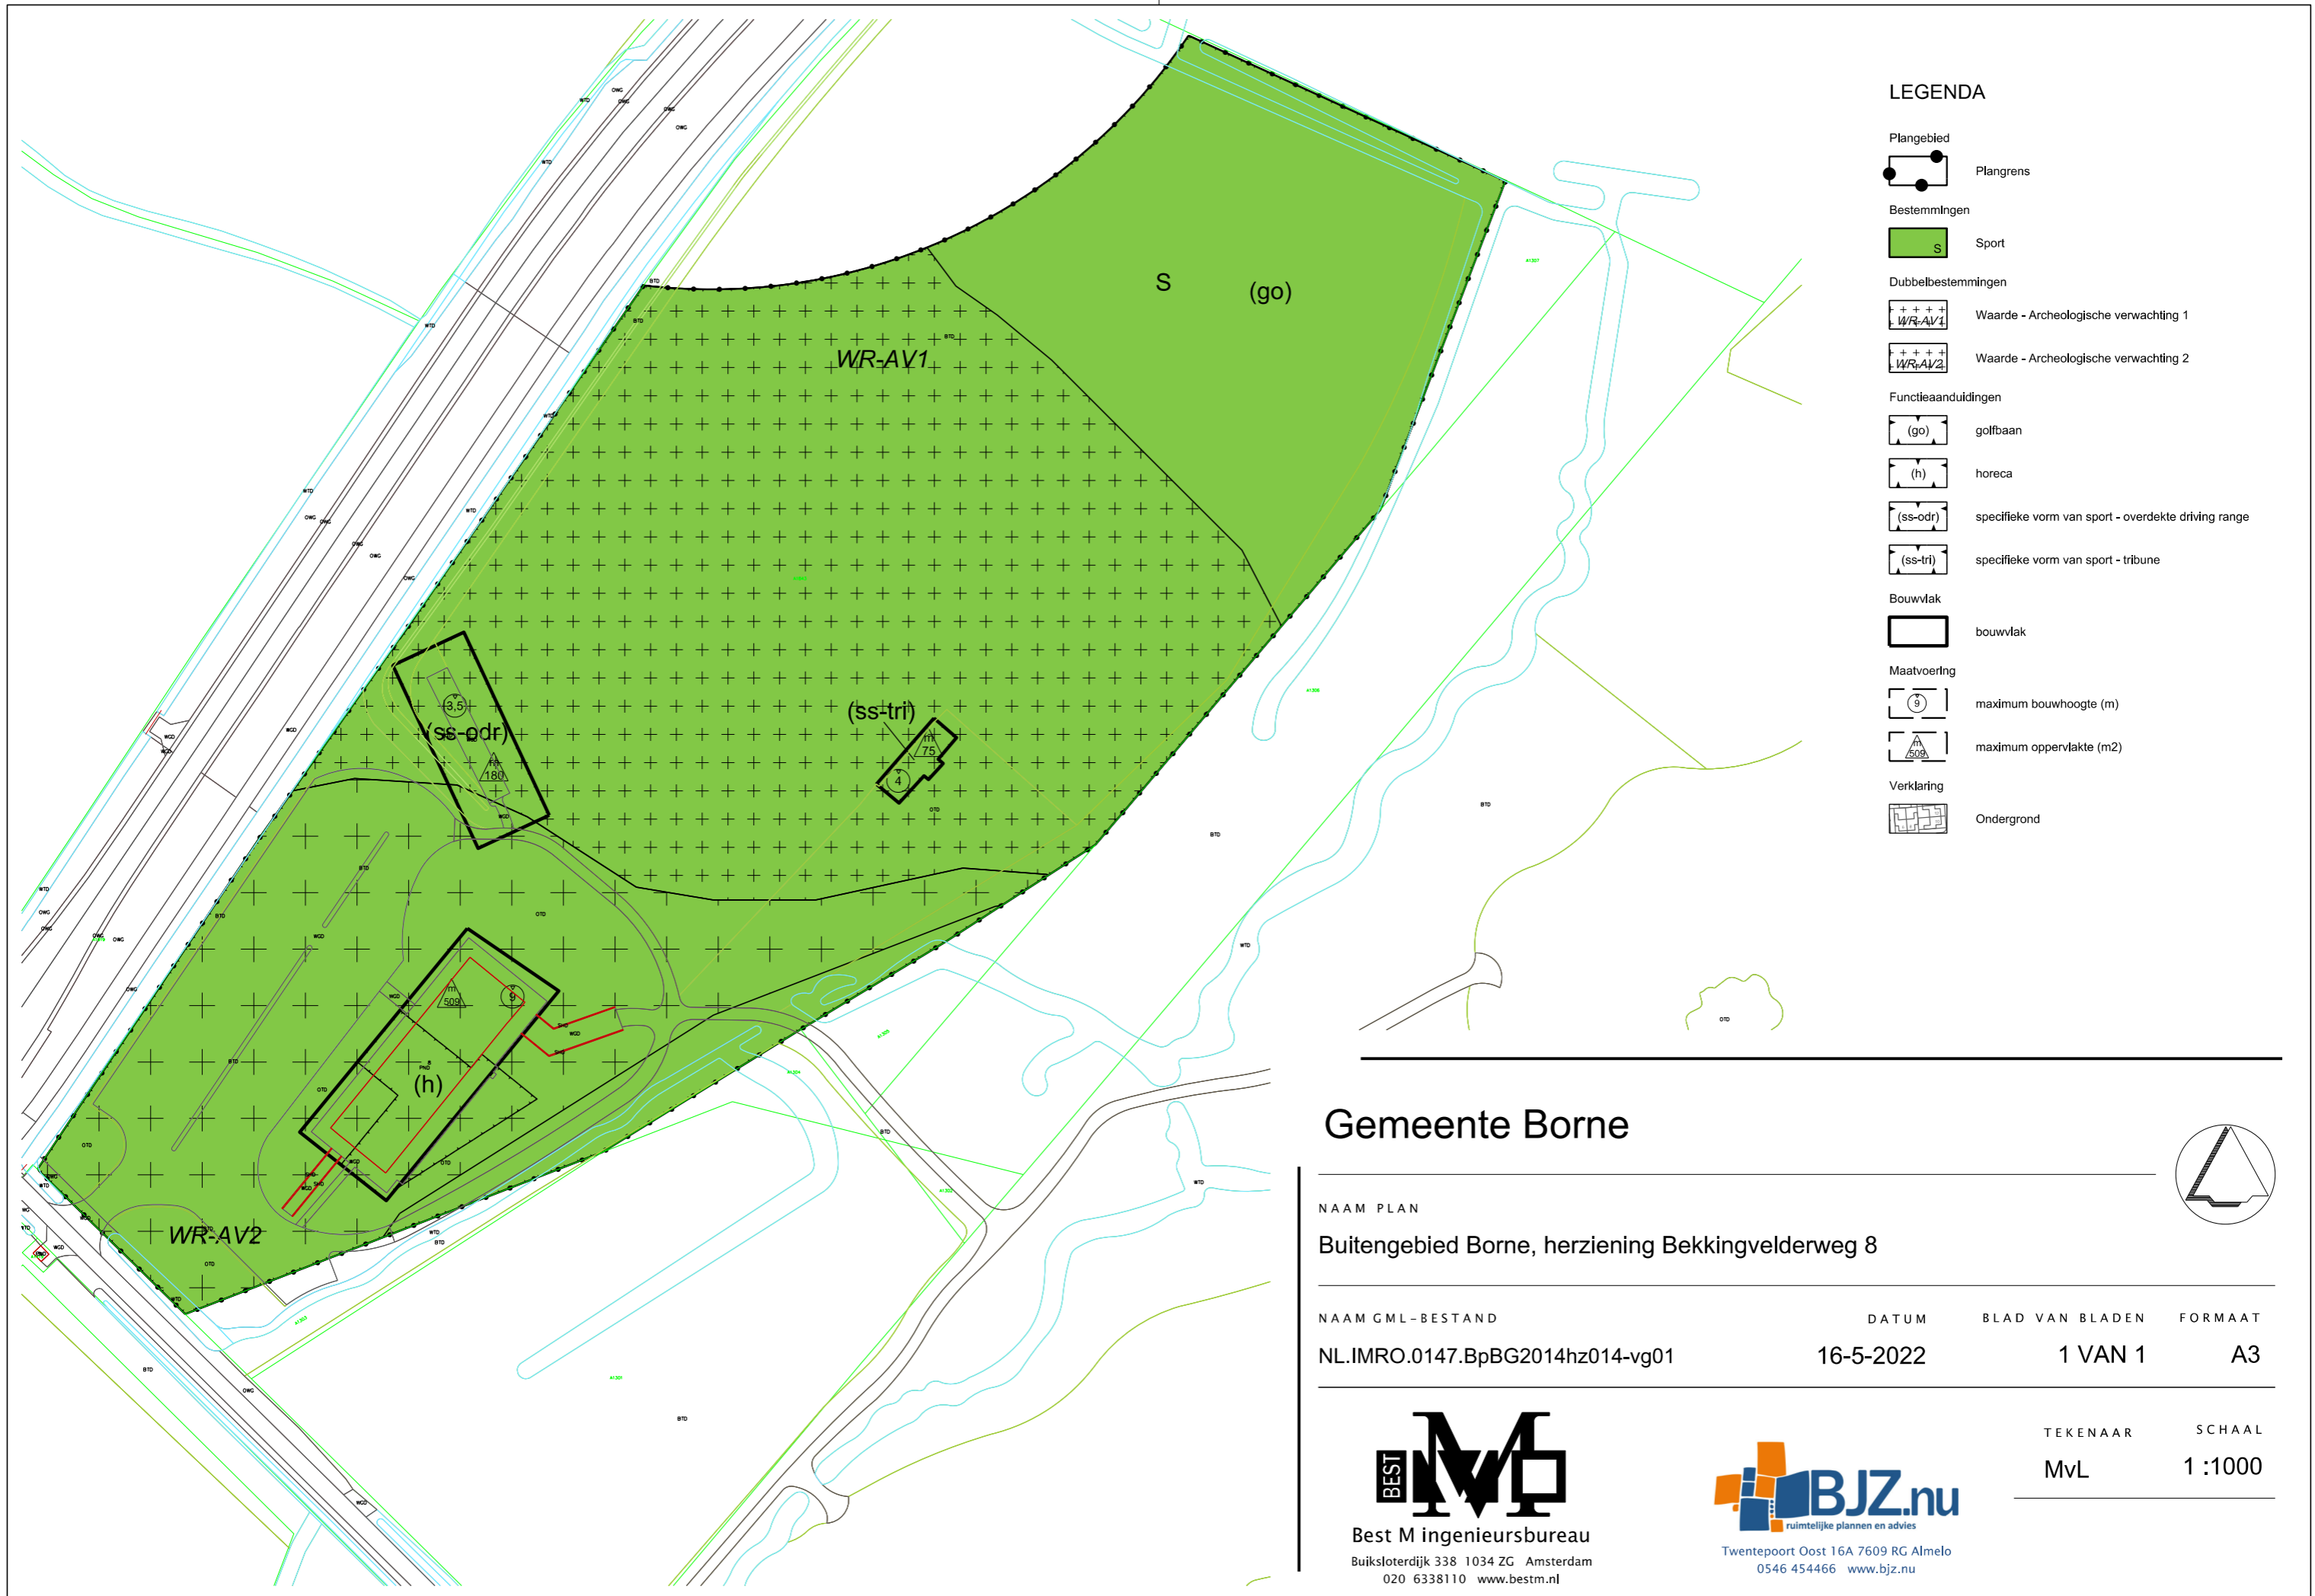 S (go)
WR-AV1
(ss-tri)
m
75
4
3,5
(ss-odr)
m
180
m
509
9
(h)
WR-AV2
LEGENDA
Plangebied
Plangrens
Bestemmingen
S Sport
Dubbelbestemmingen
WR-AV1 Waarde - Archeologische verwachting 1
WR-AV2 Waarde - Archeologische verwachting 2
Functieaanduidingen
(go) golfbaan
(h) horeca
(ss-odr) specifieke vorm van sport - overdekte driving range
(ss-tri) specifieke vorm van sport - tribune
Bouwvlak
bouwvlak
Maatvoering
9 maximum bouwhoogte (m)
m
509 maximum oppervlakte (m2)
Verklaring
Ondergrond
Gemeente Borne
NAAM PLAN
Buitengebied Borne, herziening Bekkingvelderweg 8
NAAM GML-BESTAND DATUM BLAD VAN BLADEN FORMAAT
NL.IMRO.0147.BpBG2014hz014-vg01 16-5-2022 1 VAN 1 A3
TEKENAAR SCHAAL
MvL 1 :1000
BEST M
Best M ingenieursbureau
Buiksloterdijk 338 1034 ZG Amsterdam
020 6338110 www.bestm.nl
BJZ.nu
ruimtelijke plannen en advies
Twentepoort Oost 16A 7609 RG Almelo
0546 454466 www.bjz.nu